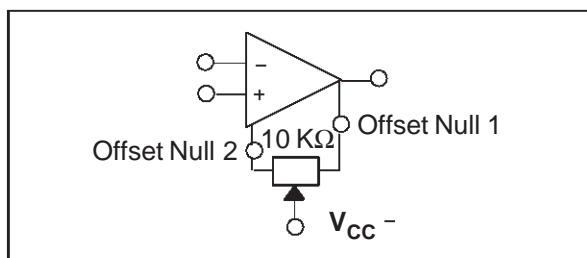 −
+
Offset Null 1
10 KΩ
Offset Null 2
VCC −